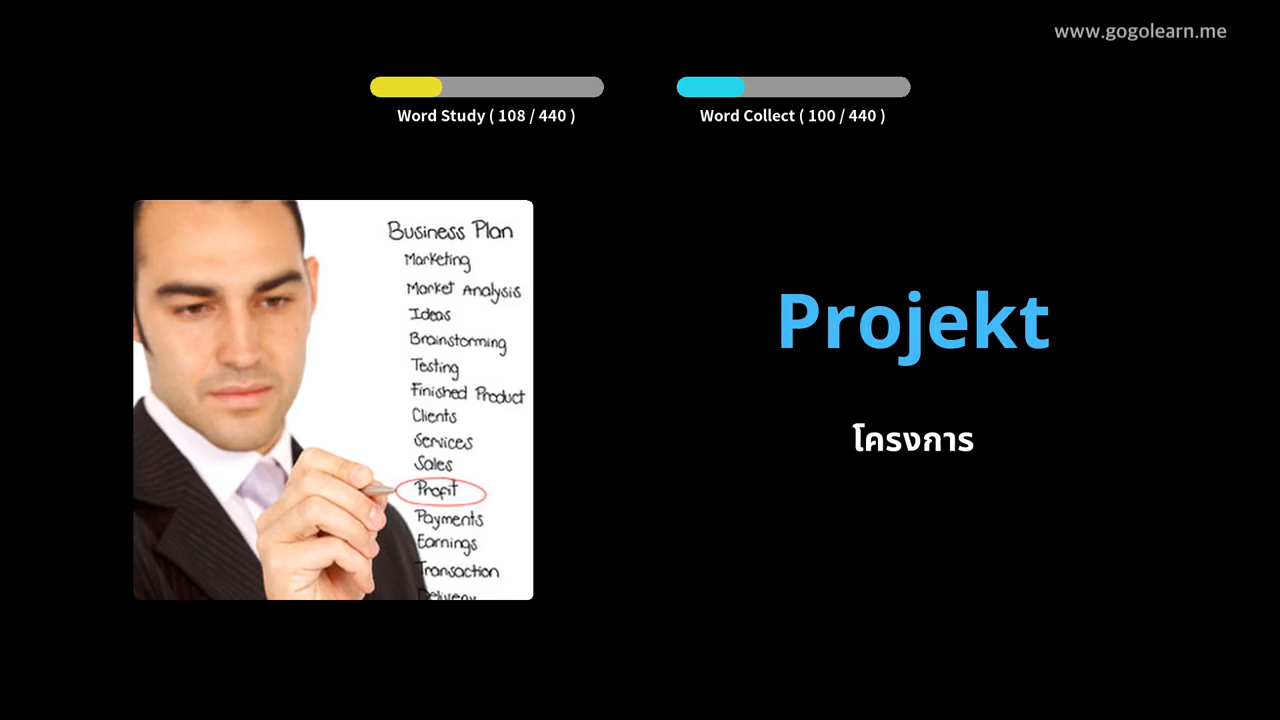 www.gogolearn.me
Word Study ( 108 / 440 )
Word Collect ( 100 / 440 )
Business Plan
Marketing
Market Analysis
Ideas
Brainstorming
Testing
Finished Product
Clients
Services
Sales
Profit
Payments
Earnings
Transaction
Delivery
Projekt
โครงการ